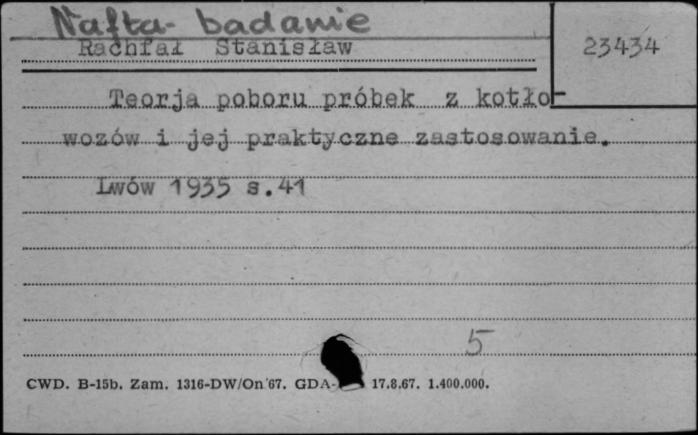 Nafta- badanie
Rachfał Stanisław
23434
Teorja poboru próbek z kotło-
wozów i jej praktyczne zastosowanie.
Lwów 1935 s.41
5
CWD. B-15b. Zam. 1316-DW/On'67. GDA- 17.8.67. 1.400.000.